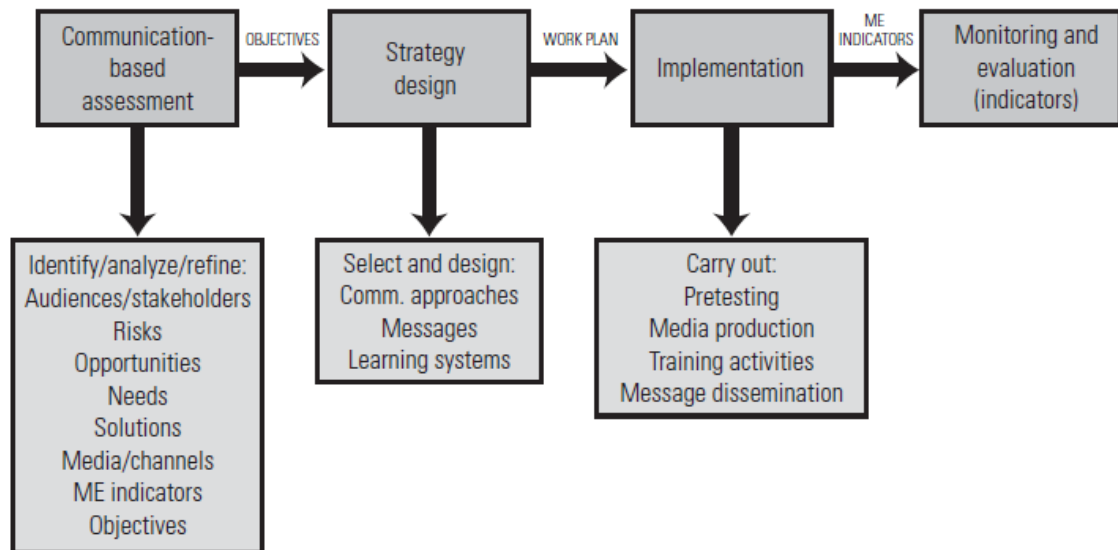 Communication-
based
assessment
OBJECTIVES
Strategy
design
WORK PLAN
Implementation
ME
INDICATORS
Monitoring and
evaluation
(indicators)
Identify/analyze/refine:
Audiences/stakeholders
Risks
Opportunities
Needs
Solutions
Media/channels
ME indicators
Objectives
Select and design:
Comm. approaches
Messages
Learning systems
Carry out:
Pretesting
Media production
Training activities
Message dissemination